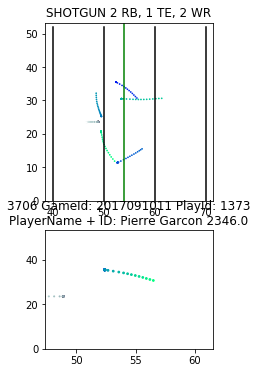 SHOTGUN 2 RB, 1 TE, 2 WR
50
40
30
20
10
0
40 50 60 70
3706 GameId: 2017091011 PlayId: 1373
PlayerName + ID: Pierre Garcon 2346.0
40
20
0
50 55 60